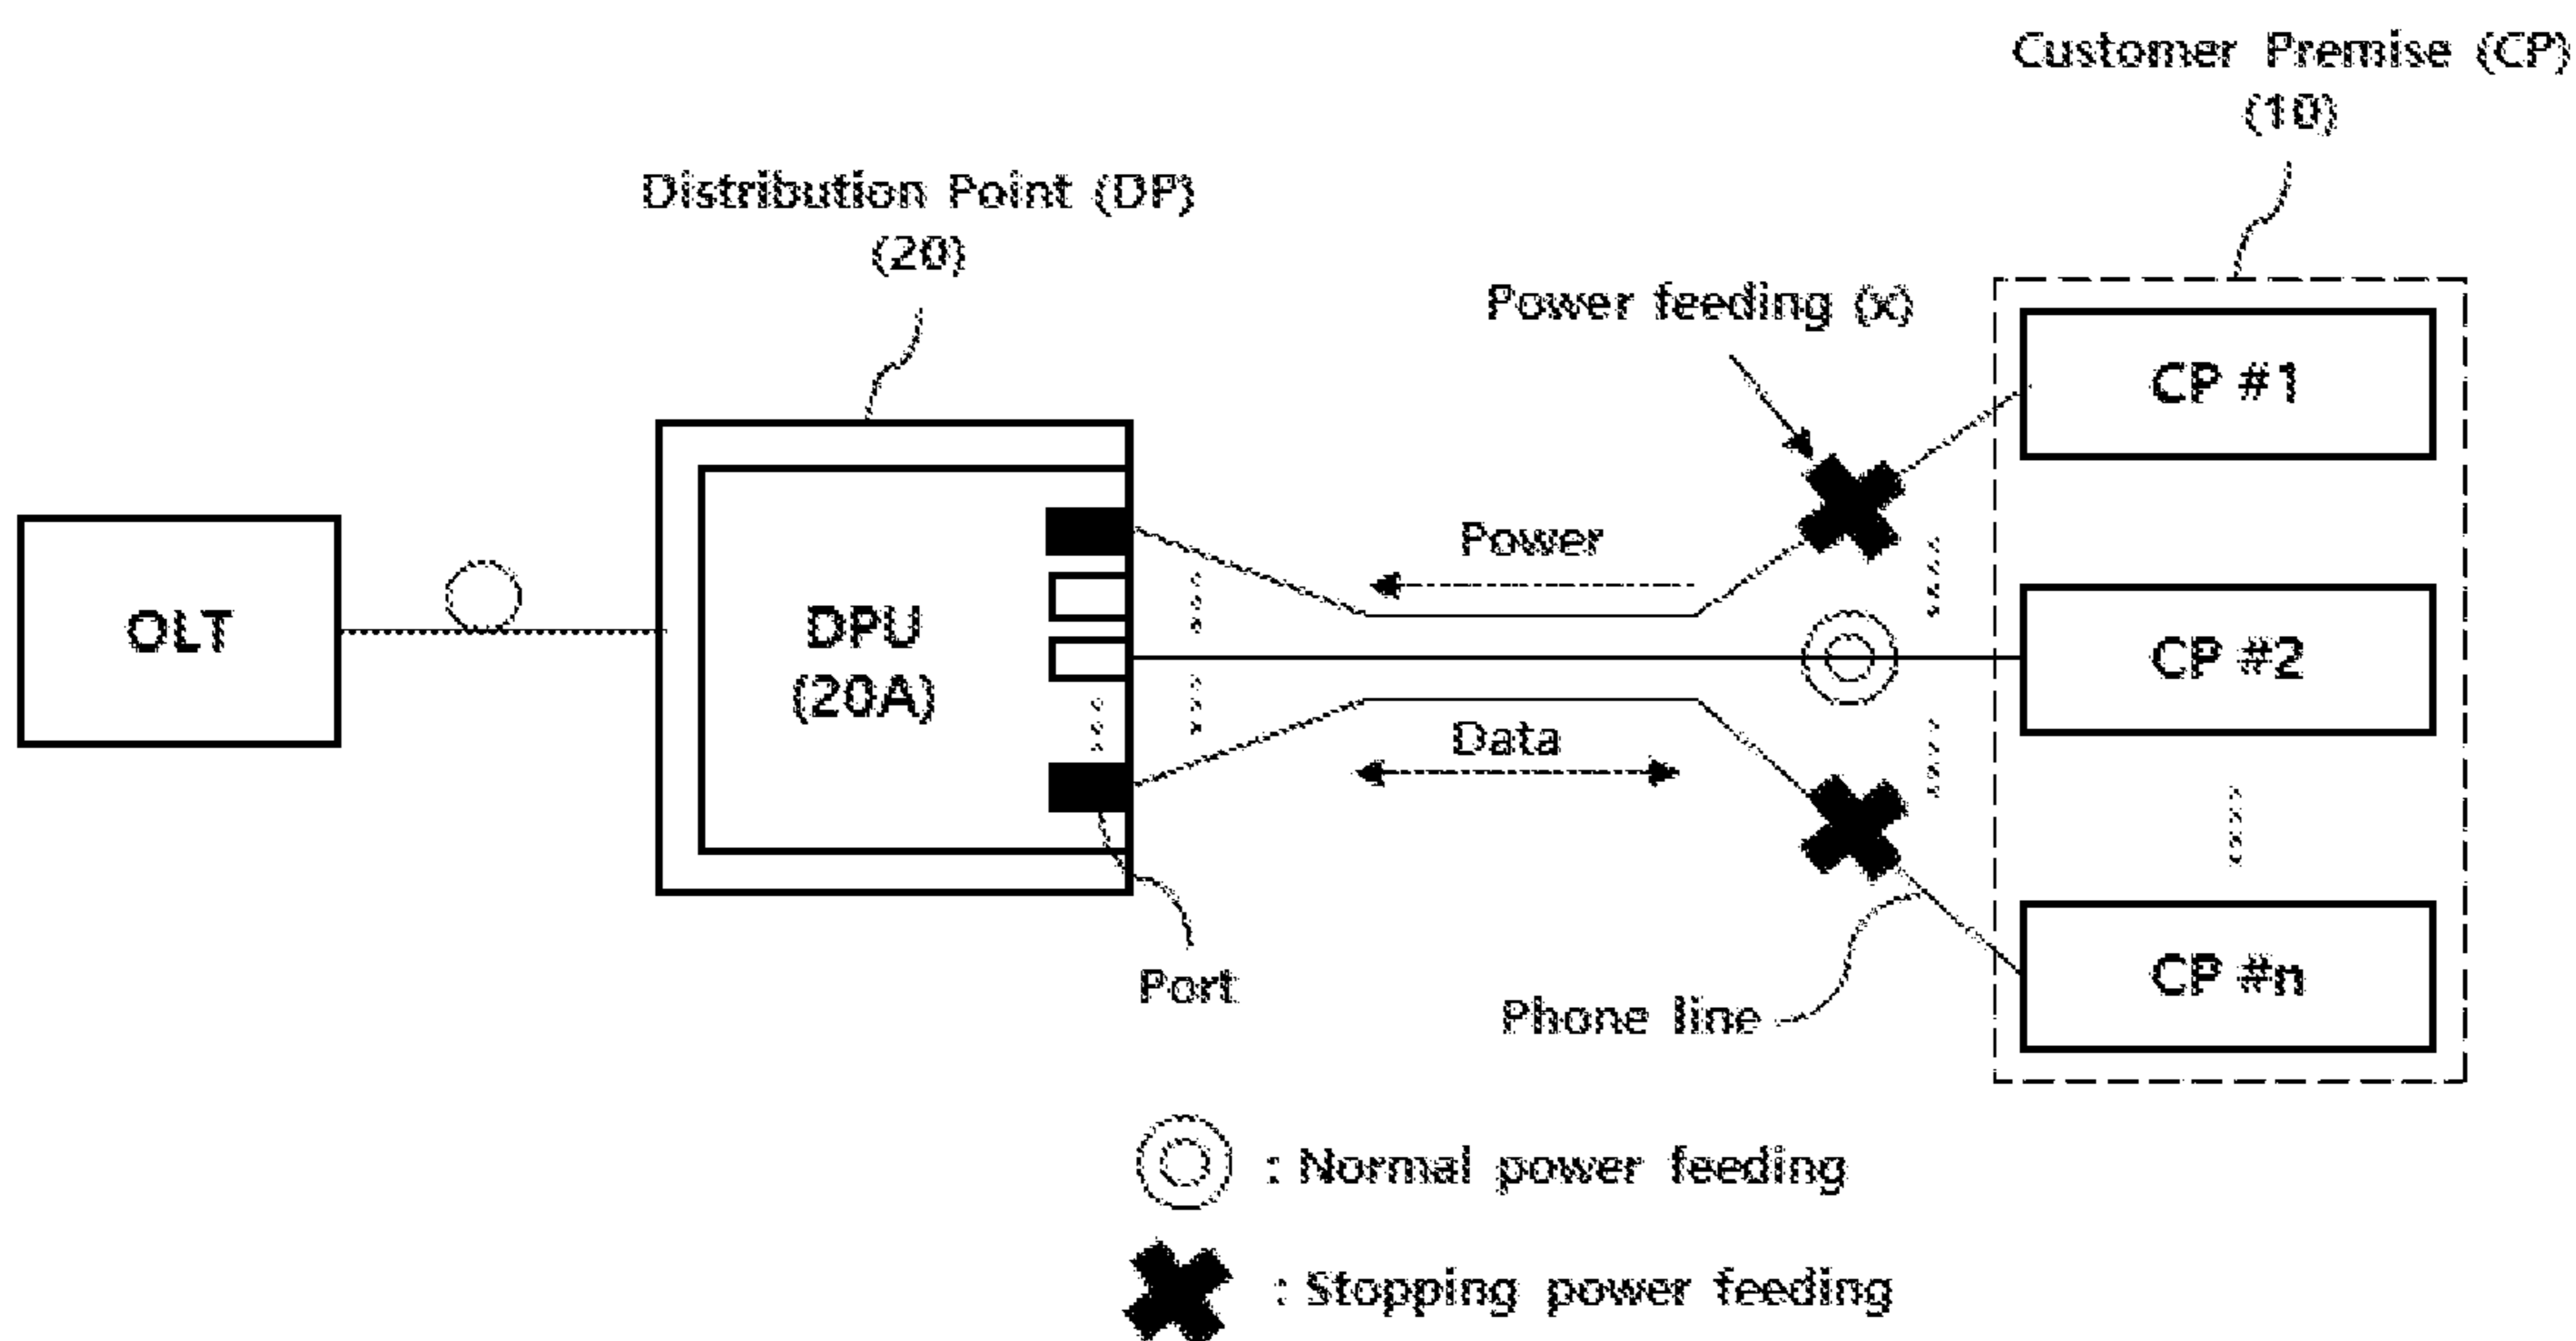 Customer Premise (CP)
(10)
Distribution Point (DP)
(20)
Power feeding (x)
CP #1
Power
OLT
DPU
(20A)
CP #2
Data
Port
Phone line
CP #n
: Normal power feeding
: Stopping power feeding